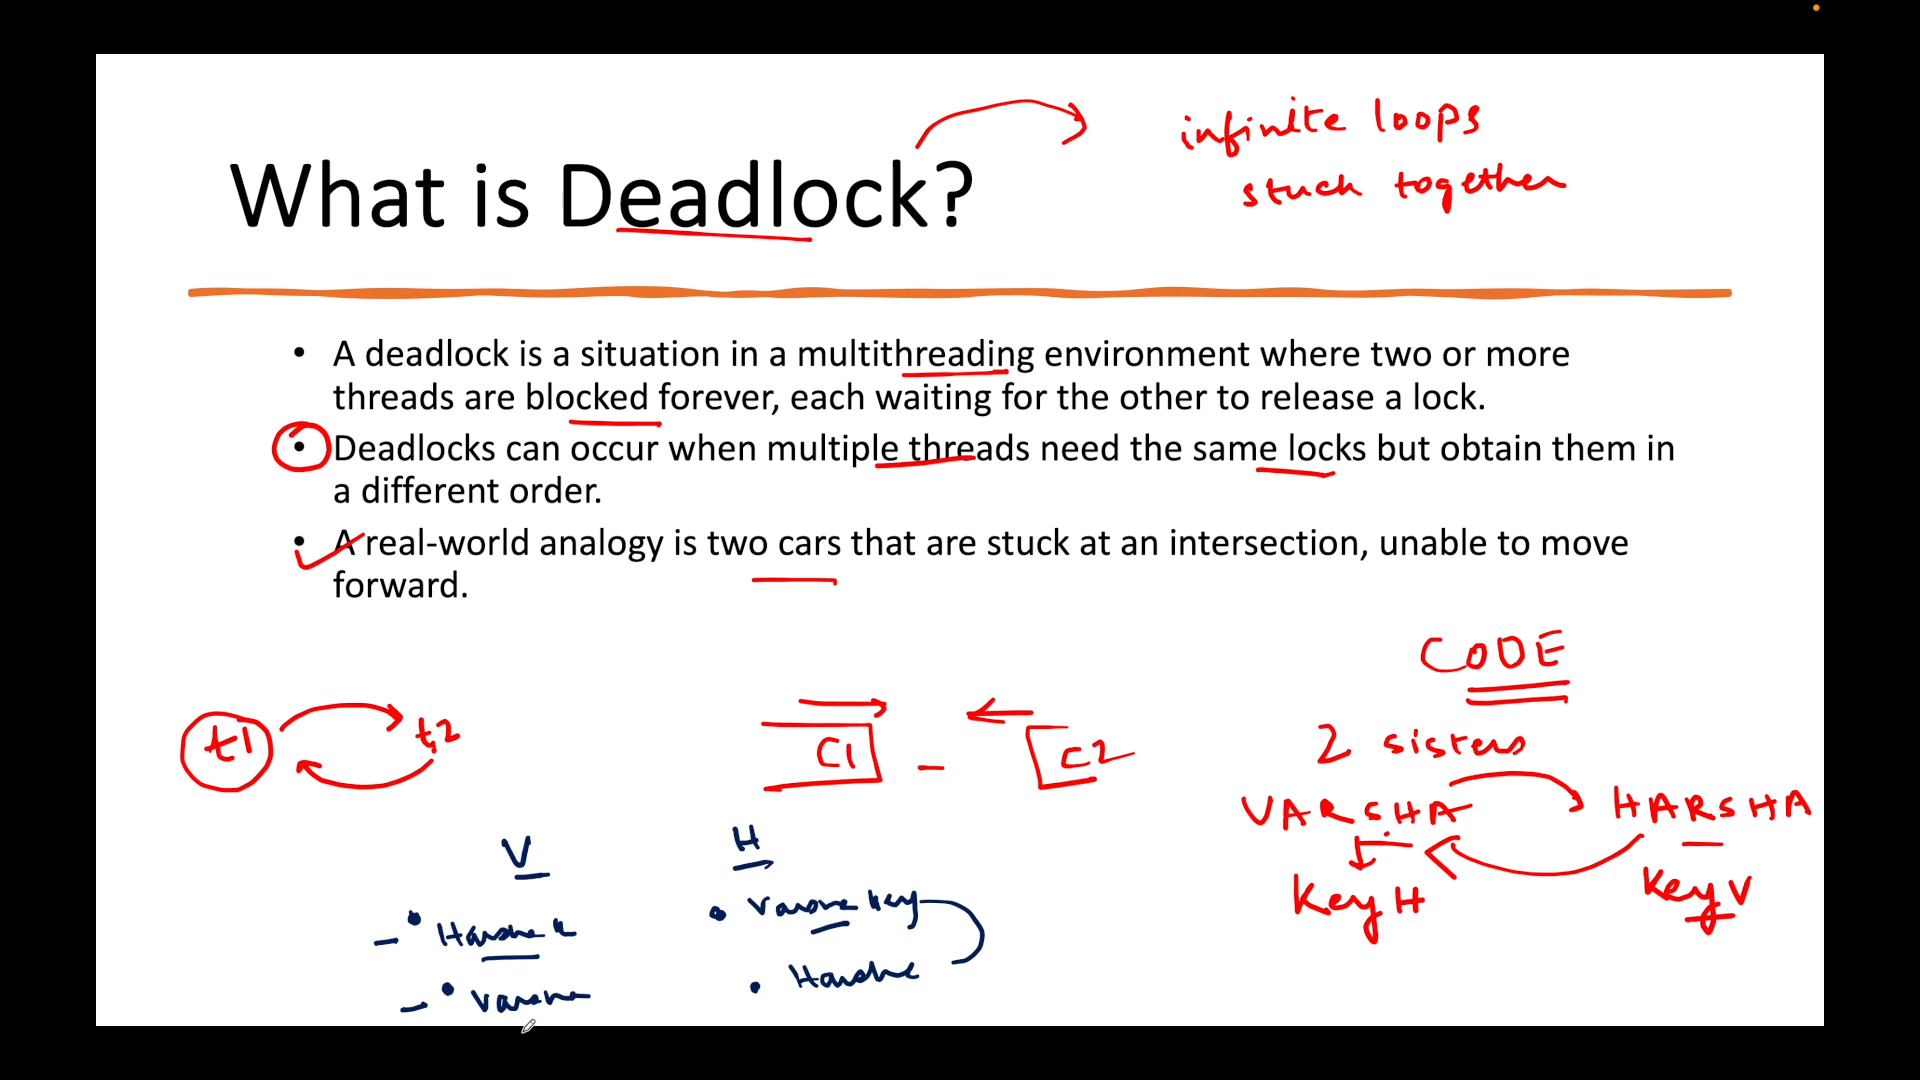 infinite loops
stuck together
What is Deadlock?
• A deadlock is a situation in a multithreading environment where two or more
threads are blocked forever, each waiting for the other to release a lock.
• Deadlocks can occur when multiple threads need the same locks but obtain them in
a different order.
• A real-world analogy is two cars that are stuck at an intersection, unable to move
forward.
CODE
t1 t2
C1 C2
2 sisters
VARSHA HARSHA
Key H Key V
V H
• Varsha key
• Harsha
• Harsha
• Varsha